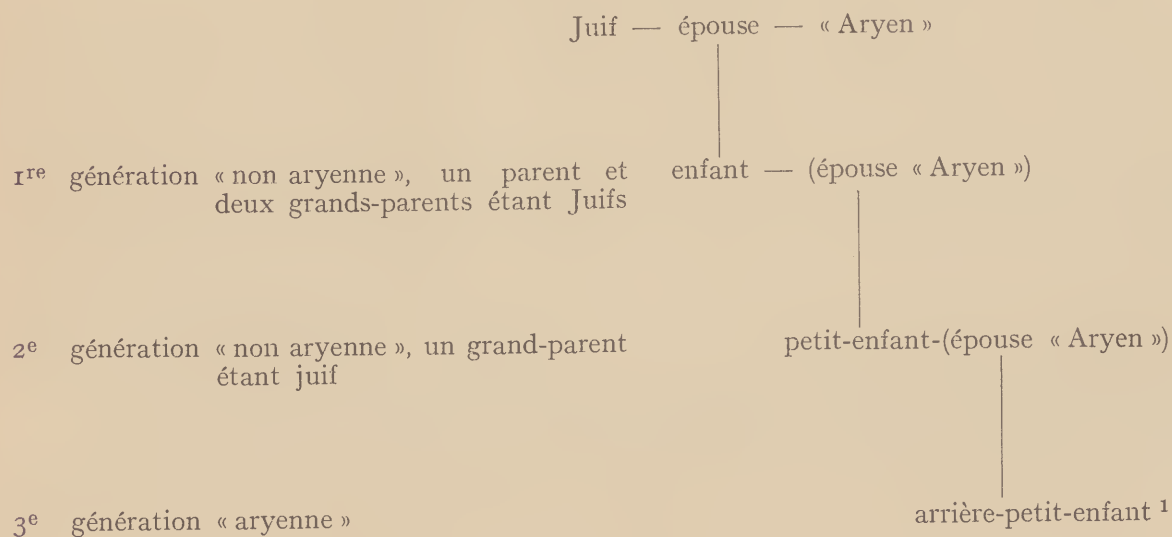 Juif — épouse — « Aryen »
1re génération « non aryenne », un parent et enfant — (épouse « Aryen »)
deux grands-parents étant Juifs
2e génération « non aryenne », un grand-parent petit-enfant-(épouse « Aryen »)
étant juif
3e génération « aryenne » arrière-petit-enfant 1